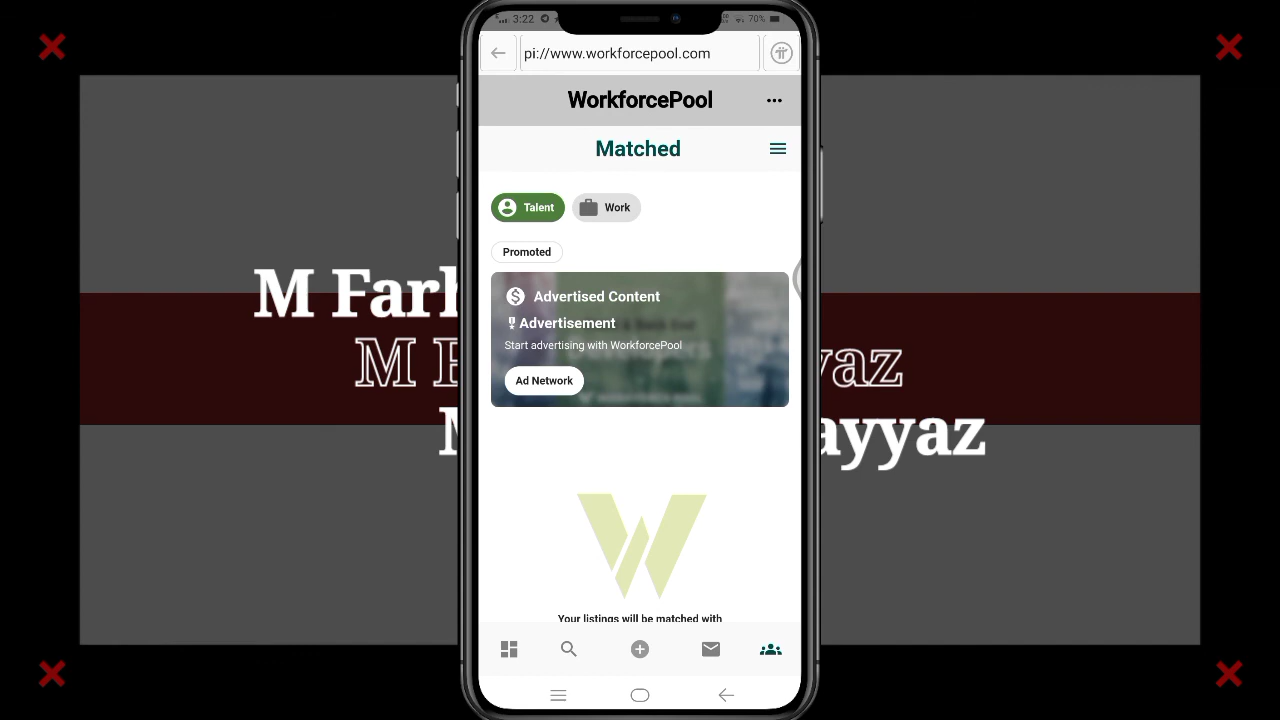 3:22
70%
pi://www.workforcepool.com
WorkforcePool
Matched
Talent
Work
Promoted
Advertised Content
Advertisement
Start advertising with WorkforcePool
Ad Network
Your listings will be matched with
M Farh
M F
yaz
ayyaz